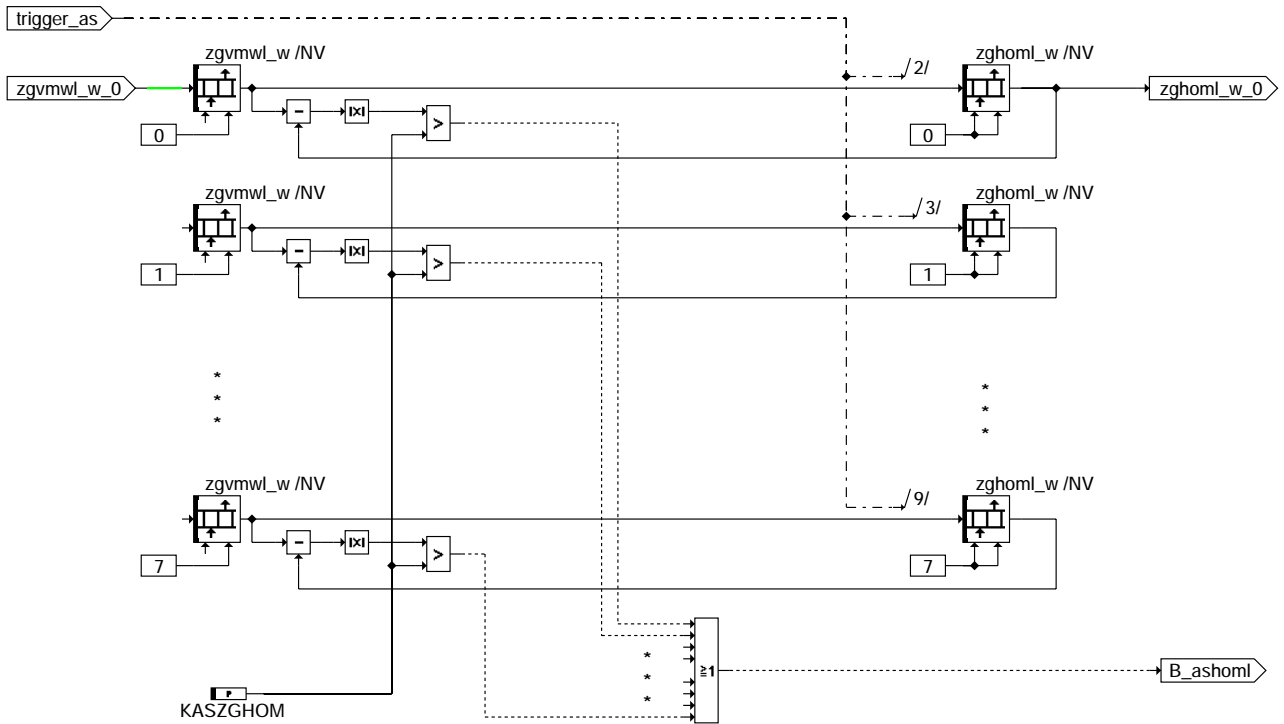 trigger_as
zgvmwl_w /NV
/2/
zghoml_w /NV
zgvmwl_w_0
zghoml_w_0
−
|x|
>
0
0
zgvmwl_w /NV
/3/
zghoml_w /NV
−
|x|
>
1
1
*
*
*
*
*
*
zgvmwl_w /NV
/9/
zghoml_w /NV
−
|x|
>
7
7
*
*
*
≥1
B_ashoml
P
KASZGHOM